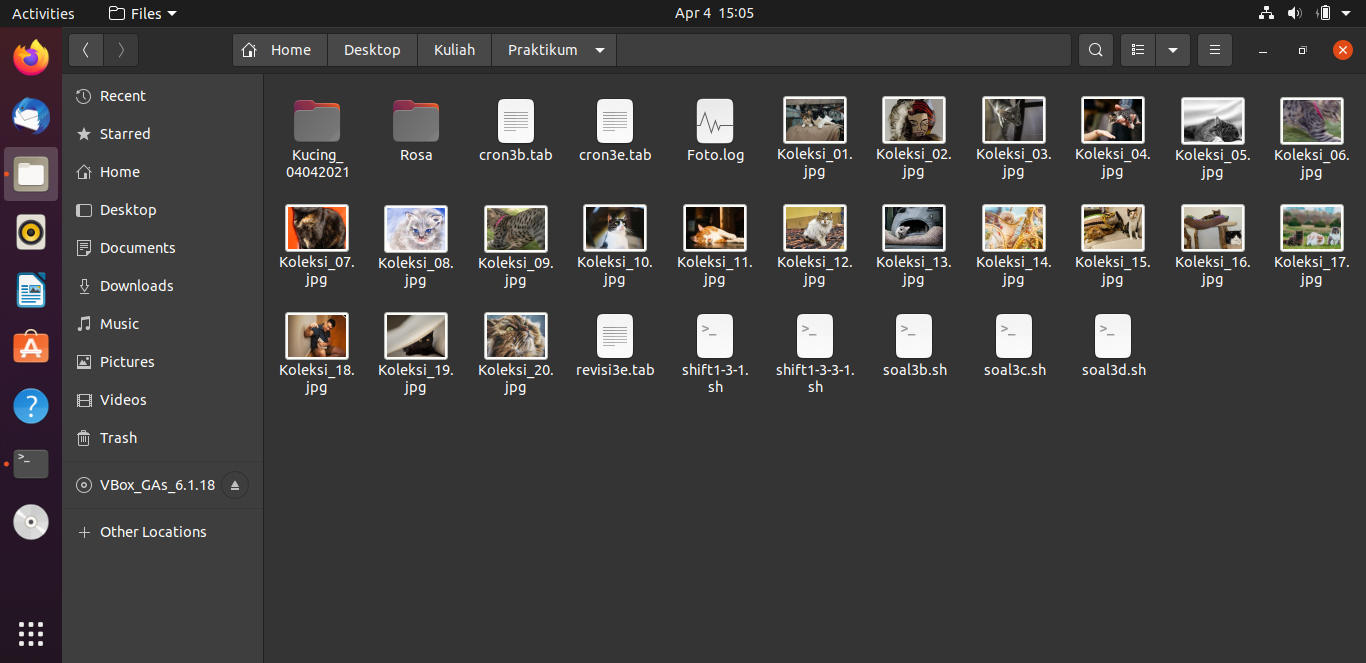 Activities
Files
Apr 4 15:05
Home
Desktop
Kuliah
Praktikum
Recent
Starred
Home
Desktop
Documents
Downloads
Music
Pictures
Videos
Trash
VBox_GAs_6.1.18
Other Locations
Kucing_
04042021
Rosa
cron3b.tab
cron3e.tab
Foto.log
Koleksi_01.
jpg
Koleksi_02.
jpg
Koleksi_03.
jpg
Koleksi_04.
jpg
Koleksi_05.
jpg
Koleksi_06.
jpg
Koleksi_07.
jpg
Koleksi_08.
jpg
Koleksi_09.
jpg
Koleksi_10.
jpg
Koleksi_11.
jpg
Koleksi_12.
jpg
Koleksi_13.
jpg
Koleksi_14.
jpg
Koleksi_15.
jpg
Koleksi_16.
jpg
Koleksi_17.
jpg
Koleksi_18.
jpg
Koleksi_19.
jpg
Koleksi_20.
jpg
revisi3e.tab
shift1-3-1.
sh
shift1-3-3-1.
sh
soal3b.sh
soal3c.sh
soal3d.sh